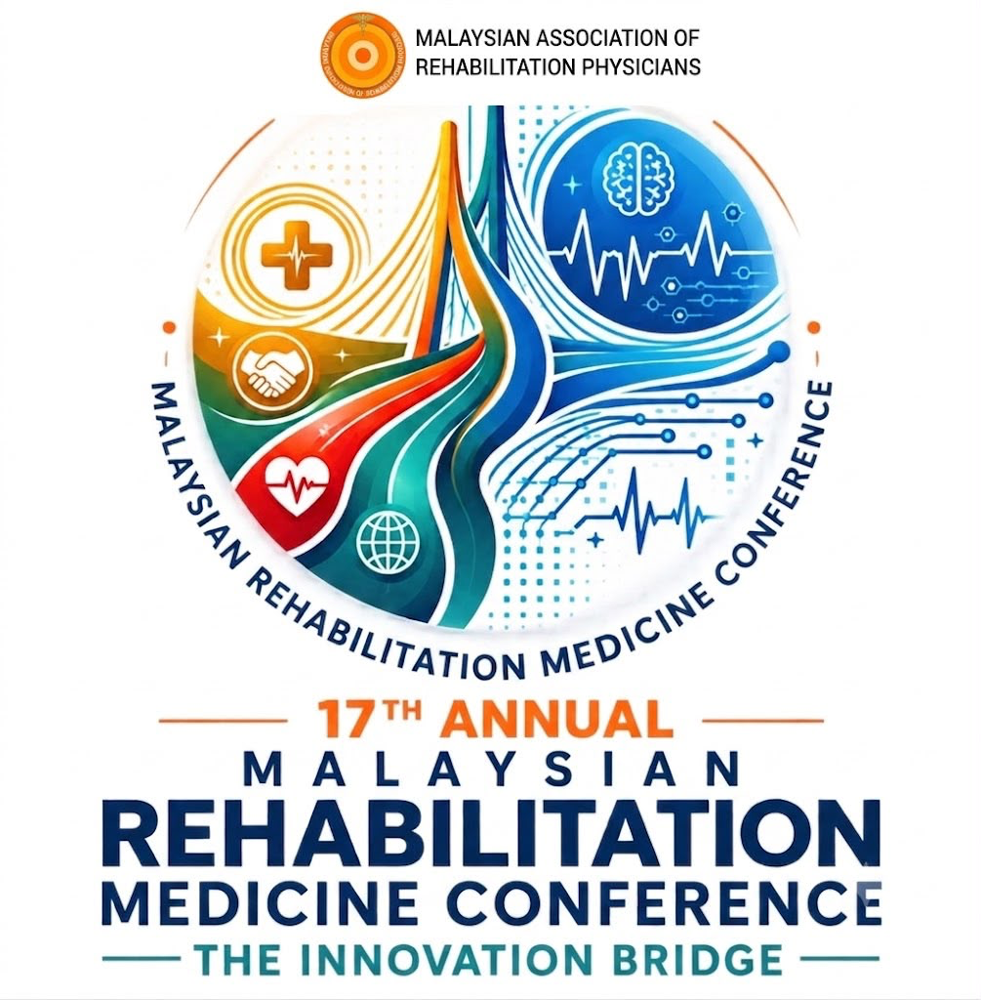 MALAYSIAN ASSOCIATION OF
REHABILITATION PHYSICIANS
MALAYSIAN REHABILITATION MEDICINE CONFERENCE
17TH ANNUAL
MALAYSIAN
REHABILITATION
MEDICINE CONFERENCE
THE INNOVATION BRIDGE